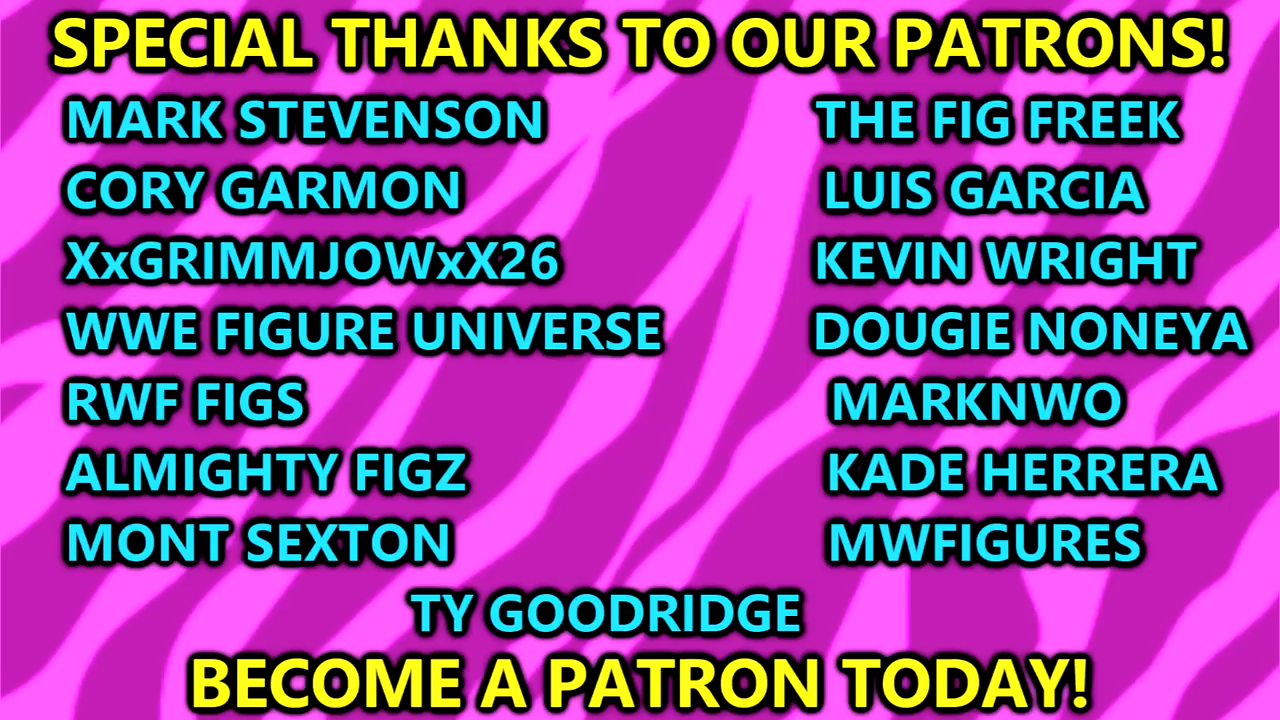 SPECIAL THANKS TO OUR PATRONS!
MARK STEVENSON
CORY GARMON
XxGRIMMJOWxX26
WWE FIGURE UNIVERSE
RWF FIGS
ALMIGHTY FIGZ
MONT SEXTON
THE FIG FREEK
LUIS GARCIA
KEVIN WRIGHT
DOUGIE NONEYA
MARKNWO
KADE HERRERA
MWFIGURES
TY GOODRIDGE
BECOME A PATRON TODAY!